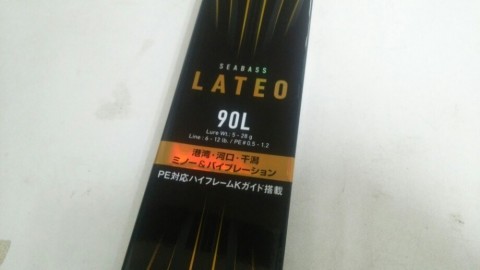 SEABASS
LATEO
90L
Lure Wt.: 5 - 28 g
Line : 6 - 12 lb. / PE # 0.5 - 1.2
港湾・河口・干潟
ミノー&バイブレーション
PE対応ハイフレームKガイド搭載